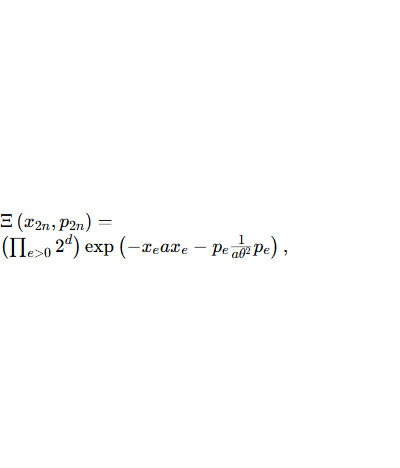 Ξ (x_{2n}, p_{2n}) =
(∏_{e>0} 2^d) exp (−x_e a x_e − p_e \frac{1}{aθ^2} p_e) ,